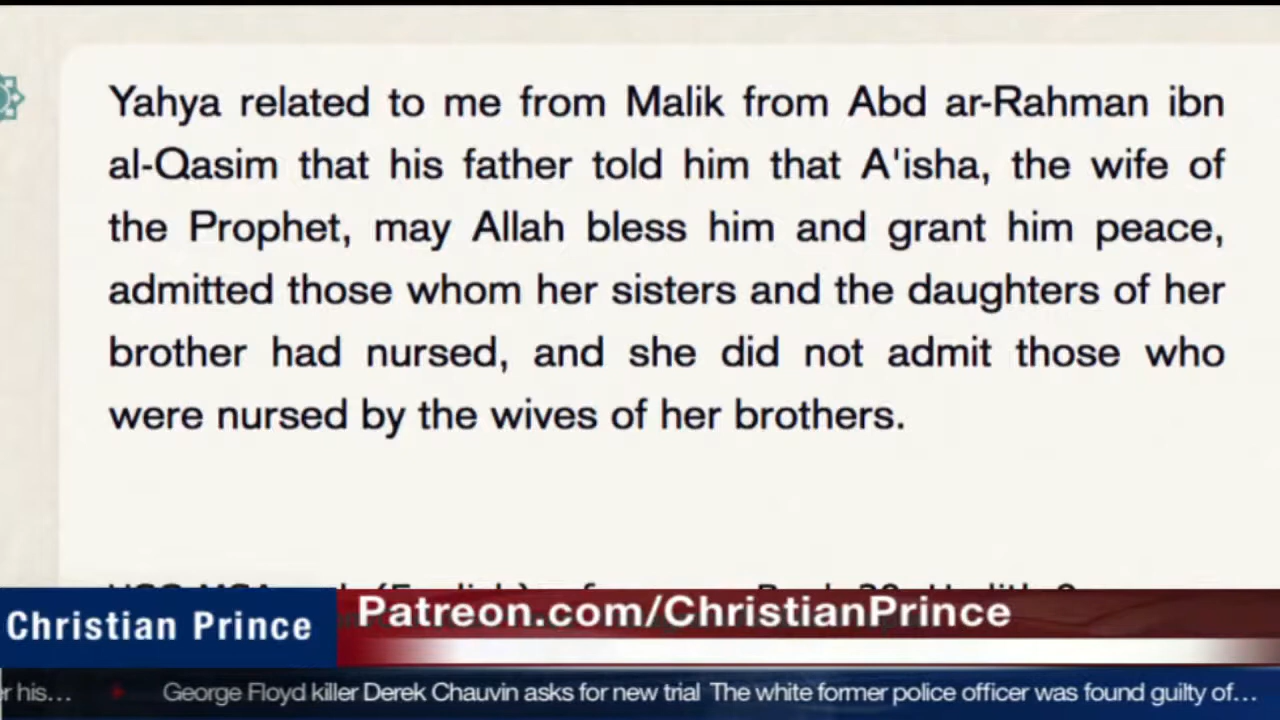 Yahya related to me from Malik from Abd ar-Rahman ibn
al-Qasim that his father told him that A'isha, the wife of
the Prophet, may Allah bless him and grant him peace,
admitted those whom her sisters and the daughters of her
brother had nursed, and she did not admit those who
were nursed by the wives of her brothers.
Christian Prince
Patreon.com/ChristianPrince
r his... George Floyd killer Derek Chauvin asks for new trial The white former police officer was found guilty of...